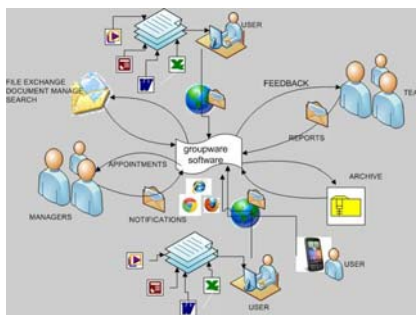 USER
FILE EXCHANGE
DOCUMENT MANAGE
SEARCH
FEEDBACK
TEA
REPORTS
groupware
software
APPOINTMENTS
MANAGERS
NOTIFICATIONS
ARCHIVE
USER
USER